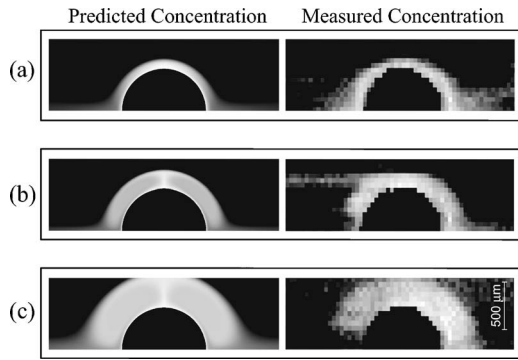 Predicted Concentration Measured Concentration
(a)
(b)
(c)
500 µm